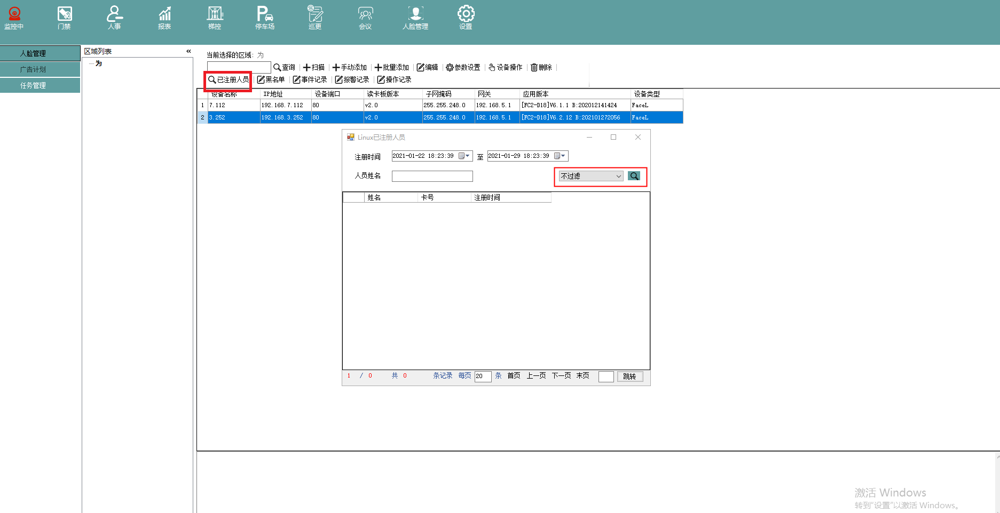 监控中 门禁 人事 报表 梯控 停车场 巡更 会议 人脸管理 设置
人脸管理
广告计划
任务管理
区域列表 «
为
当前选择的区域: 为
查询 扫描 手动添加 批量添加 编辑 参数设置 设备操作 删除
已注册人员 黑名单 事件记录 报警记录 操作记录
设备名称 IP地址 设备端口 读卡板版本 子网掩码 网关 应用版本 设备类型
1 7.112 192.168.7.112 80 v2.0 255.255.248.0 192.168.5.1 [FC2-D18]V6.1.1 B:202012141424 FaceL
2 3.252 192.168.3.252 80 v2.0 255.255.248.0 192.168.5.1 [FC2-D18]V6.2.12 B:202101272056 FaceL
Linux已注册人员
注册时间 2021-01-22 18:23:39 至 2021-01-29 18:23:39
人员姓名 不过滤
姓名 卡号 注册时间
1 / 0 共 0 条记录 每页 20 条 首页 上一页 下一页 末页 跳转
激活 Windows
转到“设置”以激活 Windows。